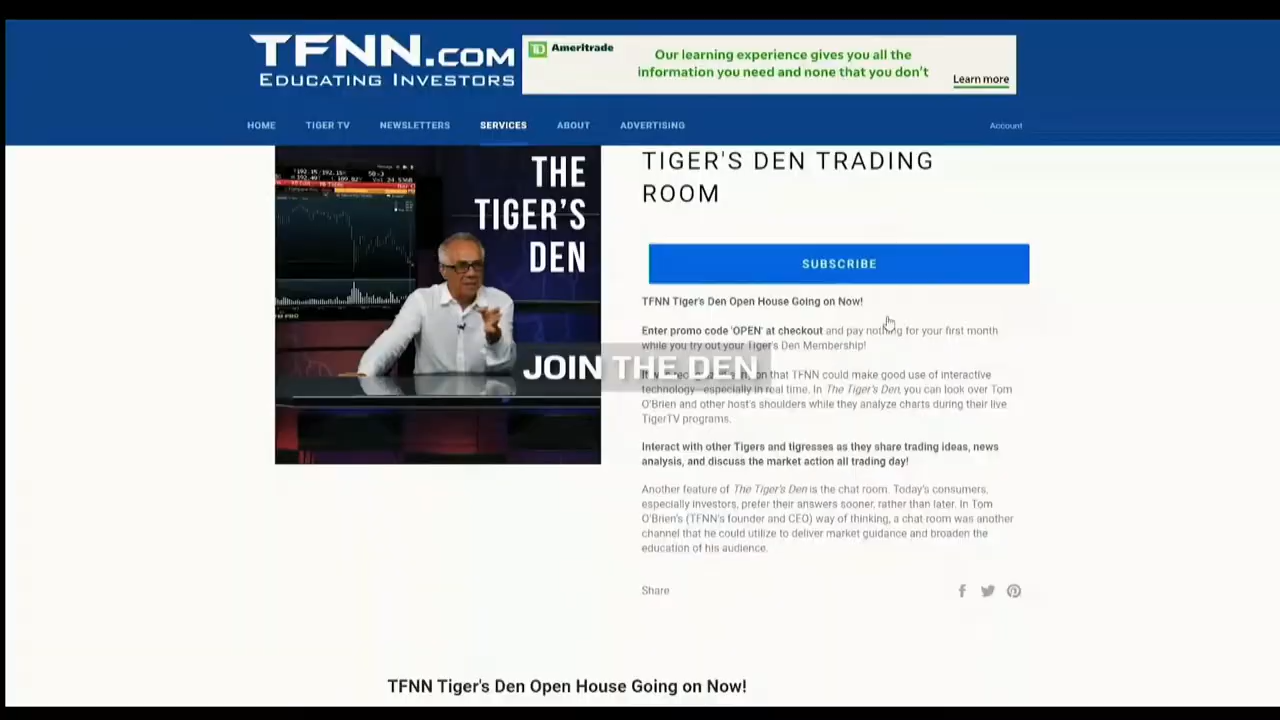 TFNN.COM
EDUCATING INVESTORS
Ameritrade
Our learning experience gives you all the
information you need and none that you don't
Learn more
HOME TIGER TV NEWSLETTERS SERVICES ABOUT ADVERTISING Account
THE
TIGER'S
DEN
TIGER'S DEN TRADING
ROOM
SUBSCRIBE
TFNN Tiger's Den Open House Going on Now!
Enter promo code 'OPEN' at checkout and pay nothing for your first month
while you try out your Tiger's Den Membership!
JOIN THE DEN
that TFNN could make good use of interactive
technology—especially in real time. In The Tiger's Den, you can look over Tom
O'Brien and other host's shoulders while they analyze charts during their live
TigerTV programs.
Interact with other Tigers and tigresses as they share trading ideas, news
analysis, and discuss the market action all trading day!
Another feature of The Tiger's Den is the chat room. Today's consumers,
especially investors, prefer their answers sooner, rather than later. In Tom
O'Brien's (TFNN's founder and CEO) way of thinking, a chat room was another
channel that he could utilize to deliver market guidance and broaden the
education of his audience.
Share
TFNN Tiger's Den Open House Going on Now!